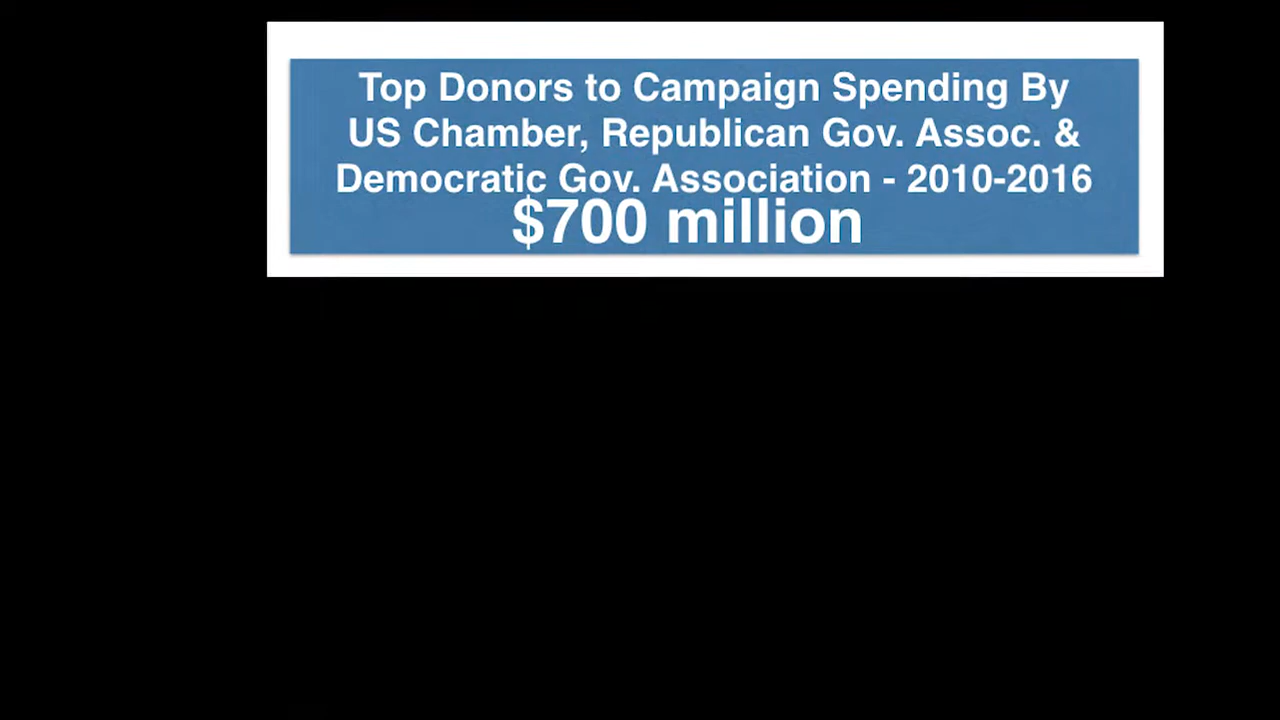 Top Donors to Campaign Spending By
US Chamber, Republican Gov. Assoc. &
Democratic Gov. Association - 2010-2016
$700 million